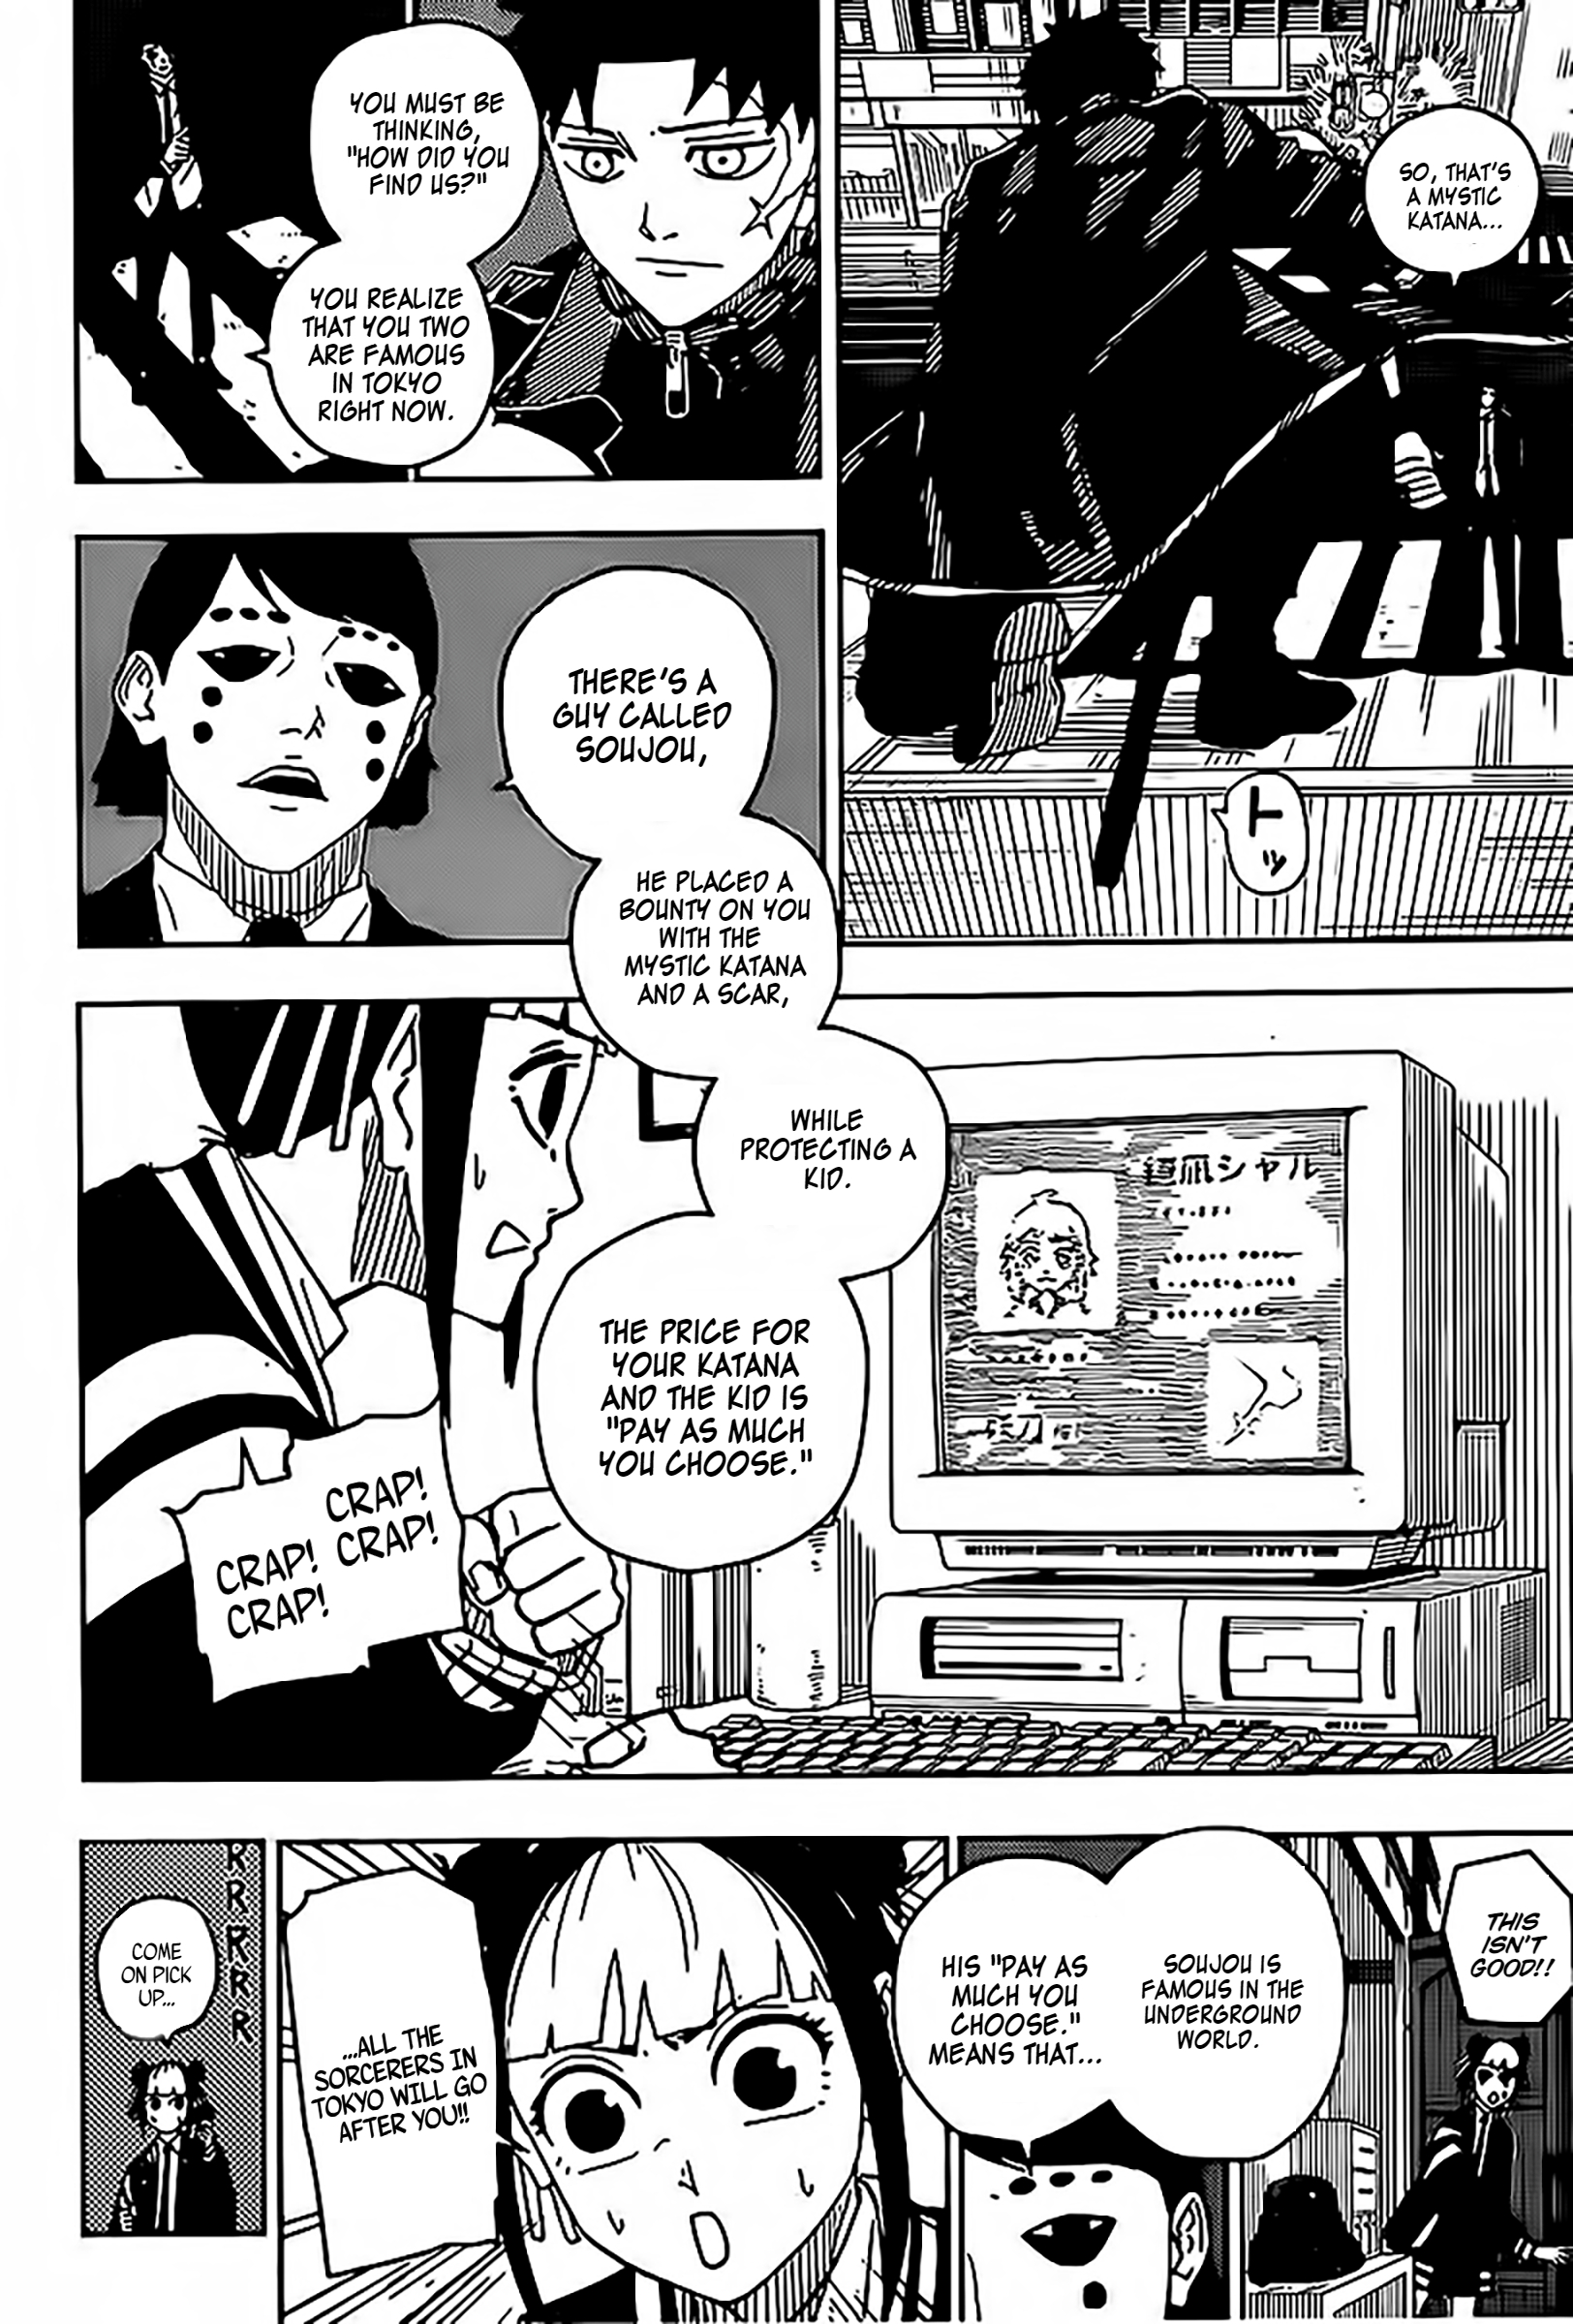 SO, THAT'S
A MYSTIC
KATANA...
トッ
YOU MUST BE
THINKING,
"HOW DID YOU
FIND US?"
YOU REALIZE
THAT YOU TWO
ARE FAMOUS
IN TOKYO
RIGHT NOW.
THERE'S A
GUY CALLED
SOUJOU,
HE PLACED A
BOUNTY ON YOU
WITH THE
MYSTIC KATANA
AND A SCAR,
WHILE
PROTECTING A
KID.
THE PRICE FOR
YOUR KATANA
AND THE KID IS
"PAY AS MUCH
YOU CHOOSE."
シャル
CRAP!
CRAP! CRAP!
CRAP!
THIS
ISN'T
GOOD!!
SOUJOU IS
FAMOUS IN THE
UNDERGROUND
WORLD.
HIS "PAY AS
MUCH YOU
CHOOSE."
MEANS THAT...
...ALL THE
SORCERERS IN
TOKYO WILL GO
AFTER YOU!!
RRRRR
COME
ON PICK
UP...